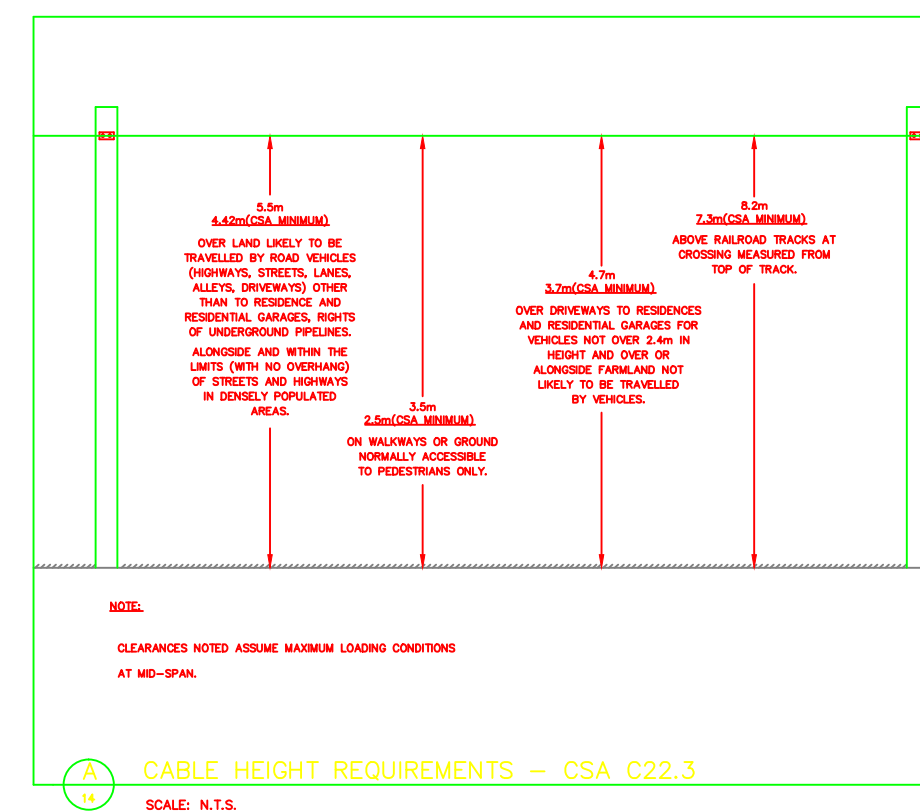 5.5m
4.42m(CSA MINIMUM)
OVER LAND LIKELY TO BE
TRAVELLED BY ROAD VEHICLES
(HIGHWAYS, STREETS, LANES,
ALLEYS, DRIVEWAYS) OTHER
THAN TO RESIDENCE AND
RESIDENTIAL GARAGES, RIGHTS
OF UNDERGROUND PIPELINES.
ALONGSIDE AND WITHIN THE
LIMITS (WITH NO OVERHANG)
OF STREETS AND HIGHWAYS
IN DENSELY POPULATED
AREAS.
3.5m
2.5m(CSA MINIMUM)
ON WALKWAYS OR GROUND
NORMALLY ACCESSIBLE
TO PEDESTRIANS ONLY.
4.7m
3.7m(CSA MINIMUM)
OVER DRIVEWAYS TO RESIDENCES
AND RESIDENTIAL GARAGES FOR
VEHICLES NOT OVER 2.4m IN
HEIGHT AND OVER OR
ALONGSIDE FARMLAND NOT
LIKELY TO BE TRAVELLED
BY VEHICLES.
8.2m
7.3m(CSA MINIMUM)
ABOVE RAILROAD TRACKS AT
CROSSING MEASURED FROM
TOP OF TRACK.
NOTE:
CLEARANCES NOTED ASSUME MAXIMUM LOADING CONDITIONS
AT MID-SPAN.
A
14
CABLE HEIGHT REQUIREMENTS - CSA C22.3
SCALE: N.T.S.